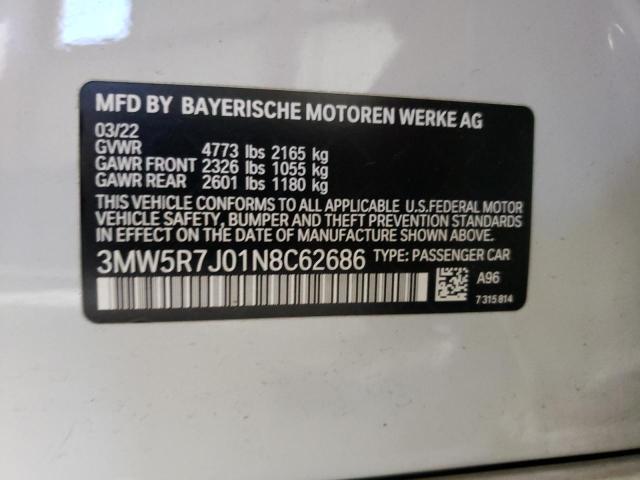 MFD BY BAYERISCHE MOTOREN WERKE AG
03/22
GVWR 4773 lbs 2165 kg
GAWR FRONT 2326 lbs 1055 kg
GAWR REAR 2601 lbs 1180 kg
THIS VEHICLE CONFORMS TO ALL APPLICABLE U.S.FEDERAL MOTOR
VEHICLE SAFETY, BUMPER AND THEFT PREVENTION STANDARDS
IN EFFECT ON THE DATE OF MANUFACTURE SHOWN ABOVE.
3MW5R7J01N8C62686 TYPE: PASSENGER CAR
A96
7 315 814